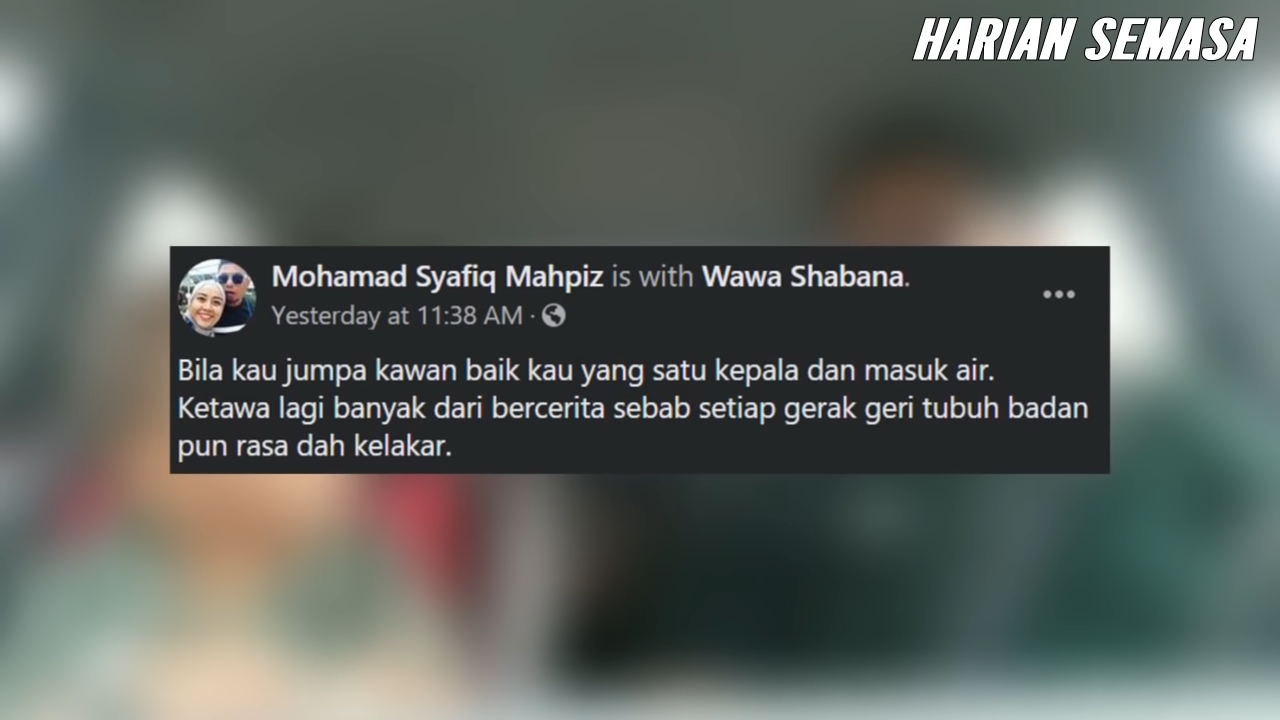 HARIAN SEMASA
Mohamad Syafiq Mahpiz is with Wawa Shabana.
Yesterday at 11:38 AM ·
Bila kau jumpa kawan baik kau yang satu kepala dan masuk air.
Ketawa lagi banyak dari bercerita sebab setiap gerak geri tubuh badan
pun rasa dah kelakar.